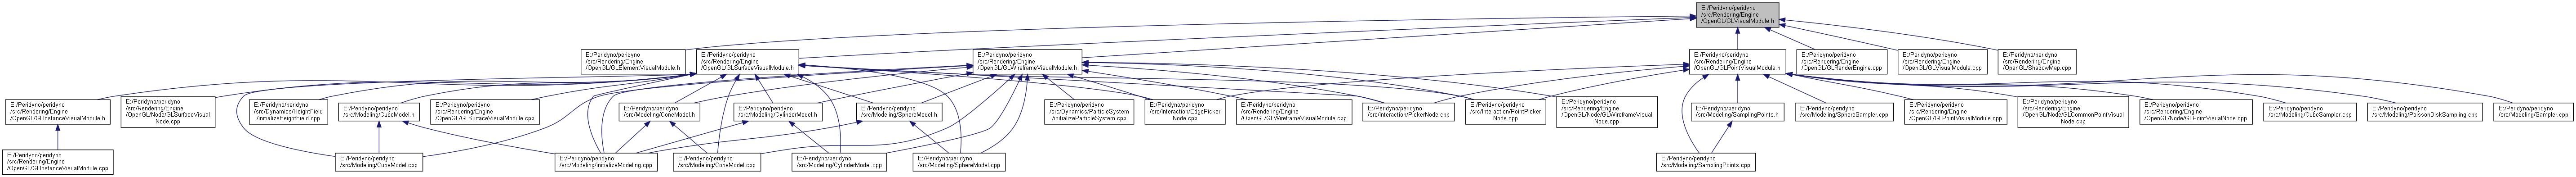 E:/Peridyno/peridyno
/src/Rendering/Engine
/OpenGL/GLVisualModule.h
E:/Peridyno/peridyno
/src/Rendering/Engine
/OpenGL/GLElementVisualModule.h
E:/Peridyno/peridyno
/src/Rendering/Engine
/OpenGL/GLSurfaceVisualModule.h
E:/Peridyno/peridyno
/src/Rendering/Engine
/OpenGL/GLWireframeVisualModule.h
E:/Peridyno/peridyno
/src/Rendering/Engine
/OpenGL/GLPointVisualModule.h
E:/Peridyno/peridyno
/src/Rendering/Engine
/OpenGL/GLRenderEngine.cpp
E:/Peridyno/peridyno
/src/Rendering/Engine
/OpenGL/GLVisualModule.cpp
E:/Peridyno/peridyno
/src/Rendering/Engine
/OpenGL/ShadowMap.cpp
E:/Peridyno/peridyno
/src/Rendering/Engine
/OpenGL/GLInstanceVisualModule.h
E:/Peridyno/peridyno
/src/Rendering/Engine
/OpenGL/Node/GLSurfaceVisual
Node.cpp
E:/Peridyno/peridyno
/src/Dynamics/HeightField
/initializeHeightField.cpp
E:/Peridyno/peridyno
/src/Modeling/CubeModel.h
E:/Peridyno/peridyno
/src/Rendering/Engine
/OpenGL/GLSurfaceVisualModule.cpp
E:/Peridyno/peridyno
/src/Modeling/ConeModel.h
E:/Peridyno/peridyno
/src/Modeling/CylinderModel.h
E:/Peridyno/peridyno
/src/Modeling/SphereModel.h
E:/Peridyno/peridyno
/src/Dynamics/ParticleSystem
/initializeParticleSystem.cpp
E:/Peridyno/peridyno
/src/Interaction/EdgePicker
Node.cpp
E:/Peridyno/peridyno
/src/Rendering/Engine
/OpenGL/GLWireframeVisualModule.cpp
E:/Peridyno/peridyno
/src/Interaction/PickerNode.cpp
E:/Peridyno/peridyno
/src/Interaction/PointPicker
Node.cpp
E:/Peridyno/peridyno
/src/Rendering/Engine
/OpenGL/Node/GLWireframeVisual
Node.cpp
E:/Peridyno/peridyno
/src/Modeling/SamplingPoints.h
E:/Peridyno/peridyno
/src/Modeling/SphereSampler.cpp
E:/Peridyno/peridyno
/src/Rendering/Engine
/OpenGL/GLPointVisualModule.cpp
E:/Peridyno/peridyno
/src/Rendering/Engine
/OpenGL/Node/GLCommonPointVisual
Node.cpp
E:/Peridyno/peridyno
/src/Rendering/Engine
/OpenGL/Node/GLPointVisualNode.cpp
E:/Peridyno/peridyno
/src/Modeling/CubeSampler.cpp
E:/Peridyno/peridyno
/src/Modeling/PoissonDiskSampling.cpp
E:/Peridyno/peridyno
/src/Modeling/Sampler.cpp
E:/Peridyno/peridyno
/src/Rendering/Engine
/OpenGL/GLInstanceVisualModule.cpp
E:/Peridyno/peridyno
/src/Modeling/CubeModel.cpp
E:/Peridyno/peridyno
/src/Modeling/initializeModeling.cpp
E:/Peridyno/peridyno
/src/Modeling/ConeModel.cpp
E:/Peridyno/peridyno
/src/Modeling/CylinderModel.cpp
E:/Peridyno/peridyno
/src/Modeling/SphereModel.cpp
E:/Peridyno/peridyno
/src/Modeling/SamplingPoints.cpp